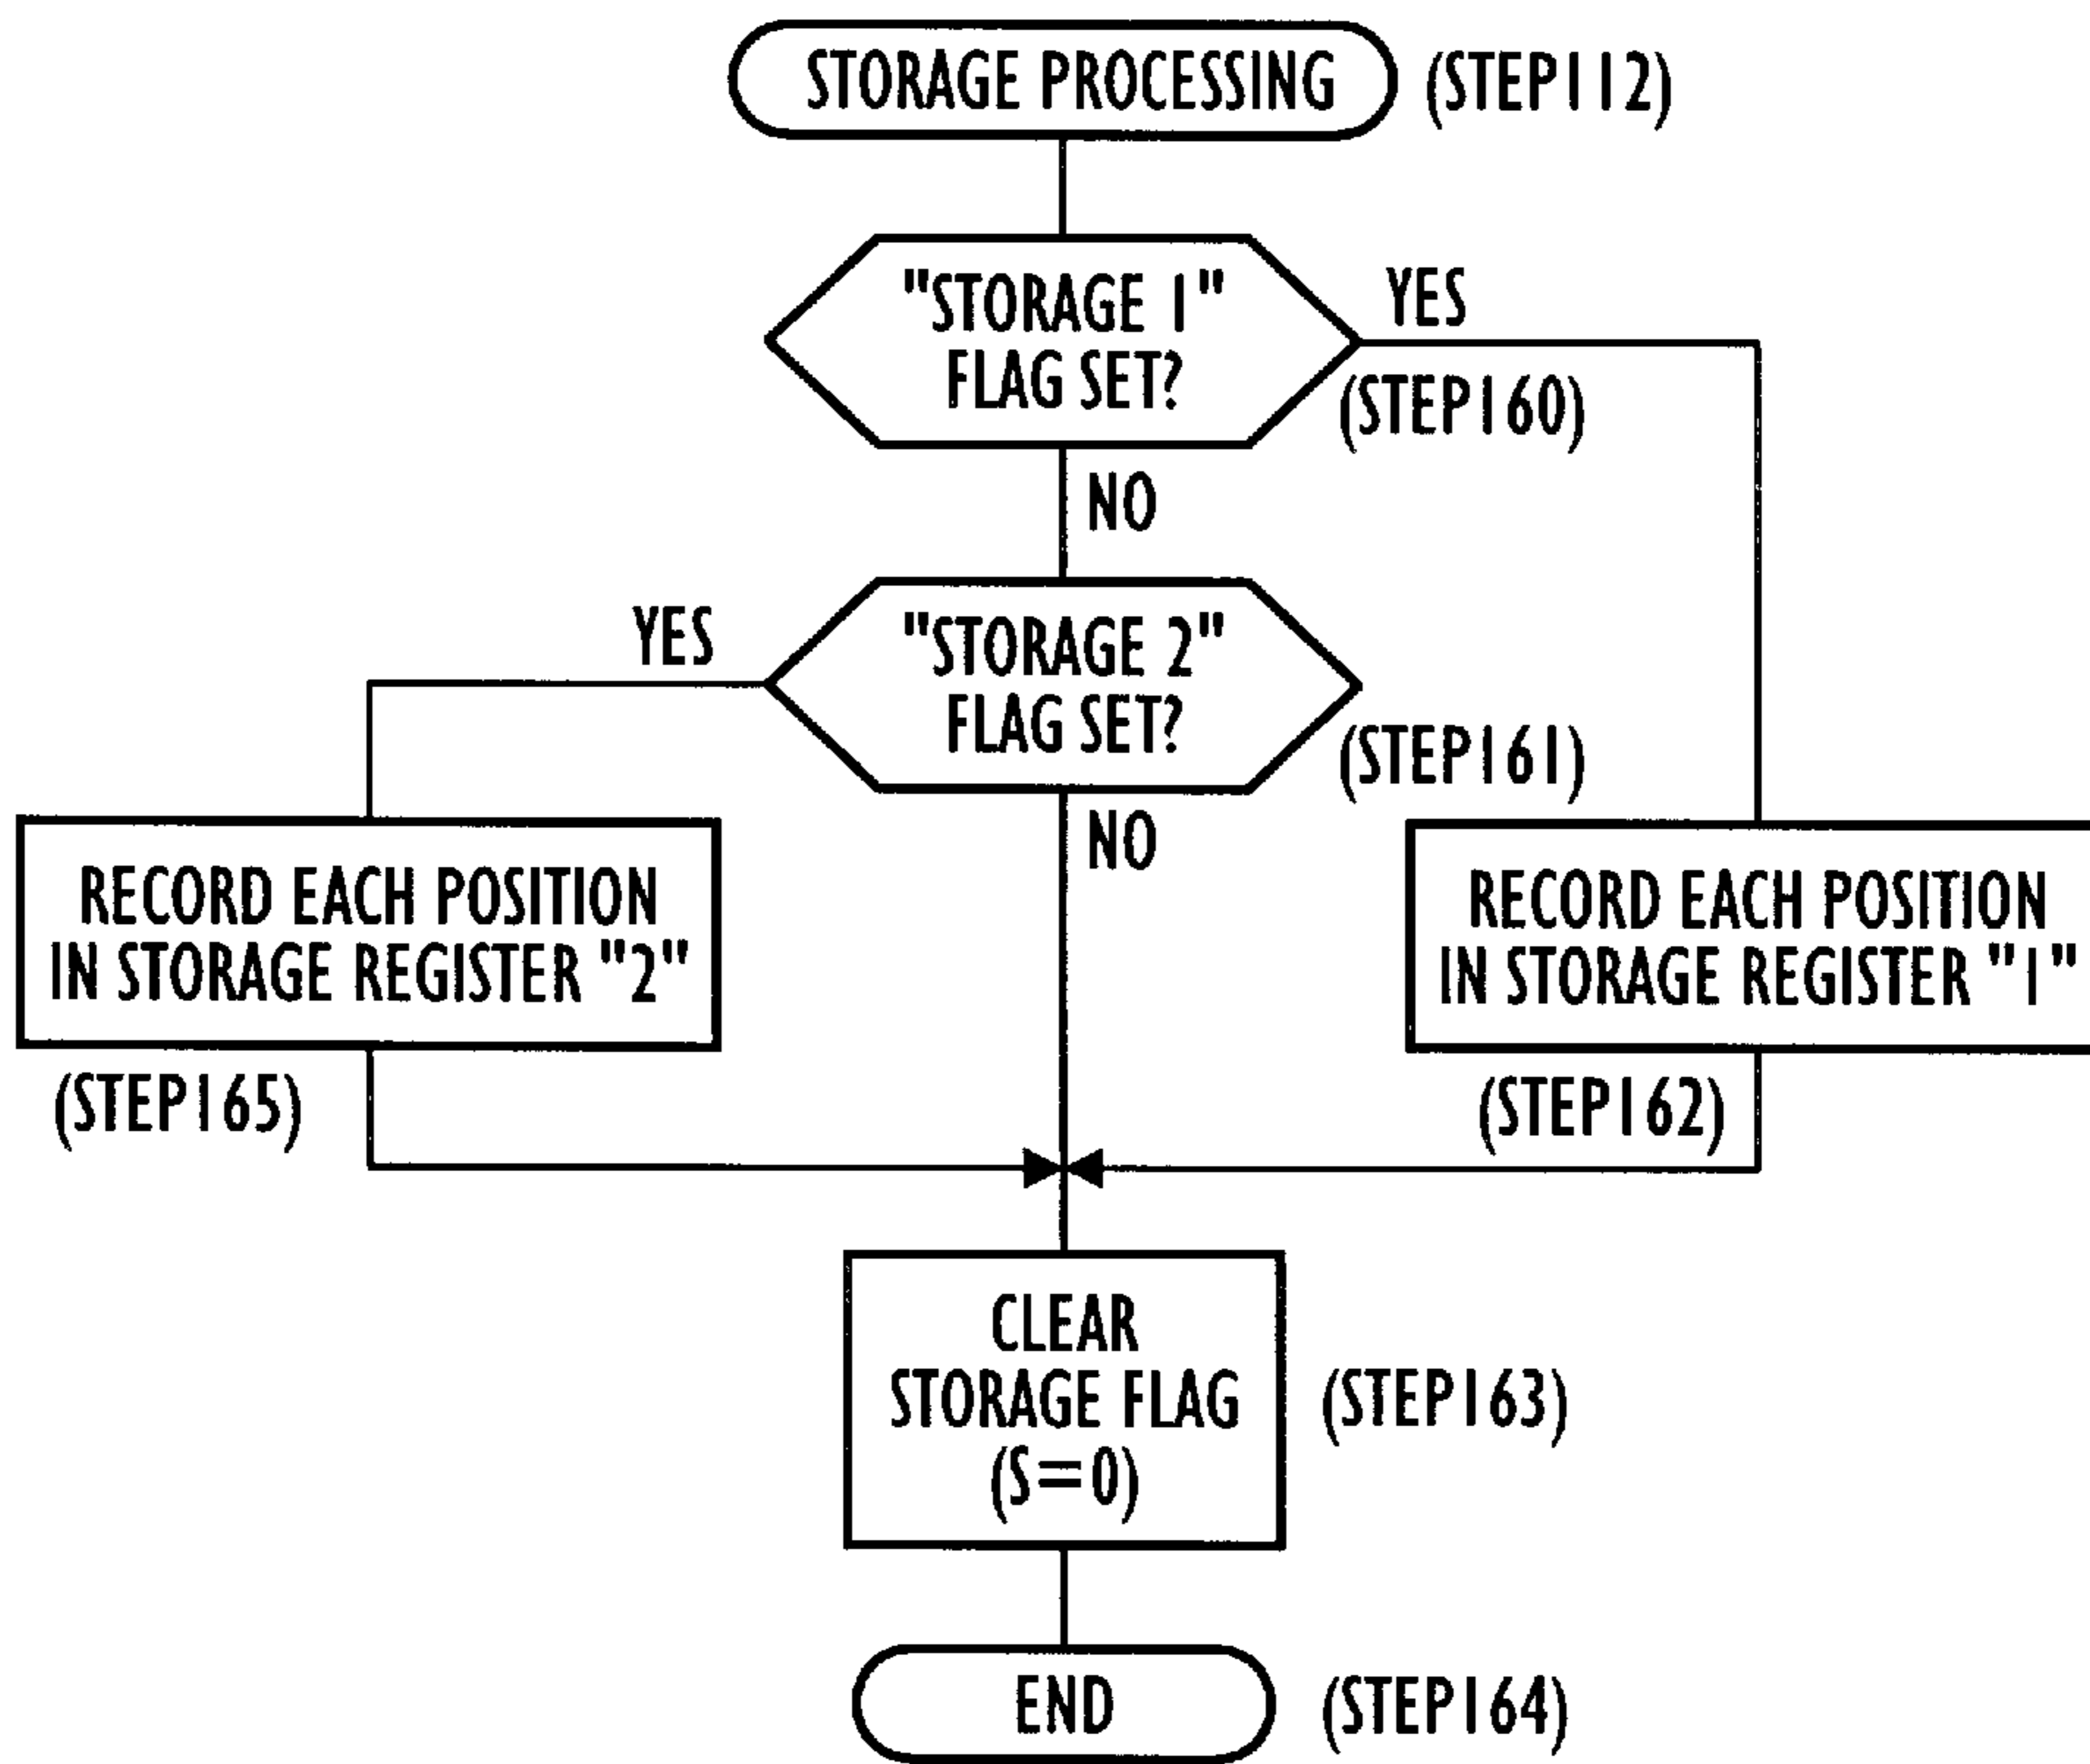 STORAGE PROCESSING (STEP112)
"STORAGE 1" YES
FLAG SET? (STEP160)
NO
YES "STORAGE 2"
FLAG SET? (STEP161)
NO
RECORD EACH POSITION
IN STORAGE REGISTER "2"
(STEP165)
RECORD EACH POSITION
IN STORAGE REGISTER "1"
(STEP162)
CLEAR
STORAGE FLAG (STEP163)
(S=0)
END (STEP164)